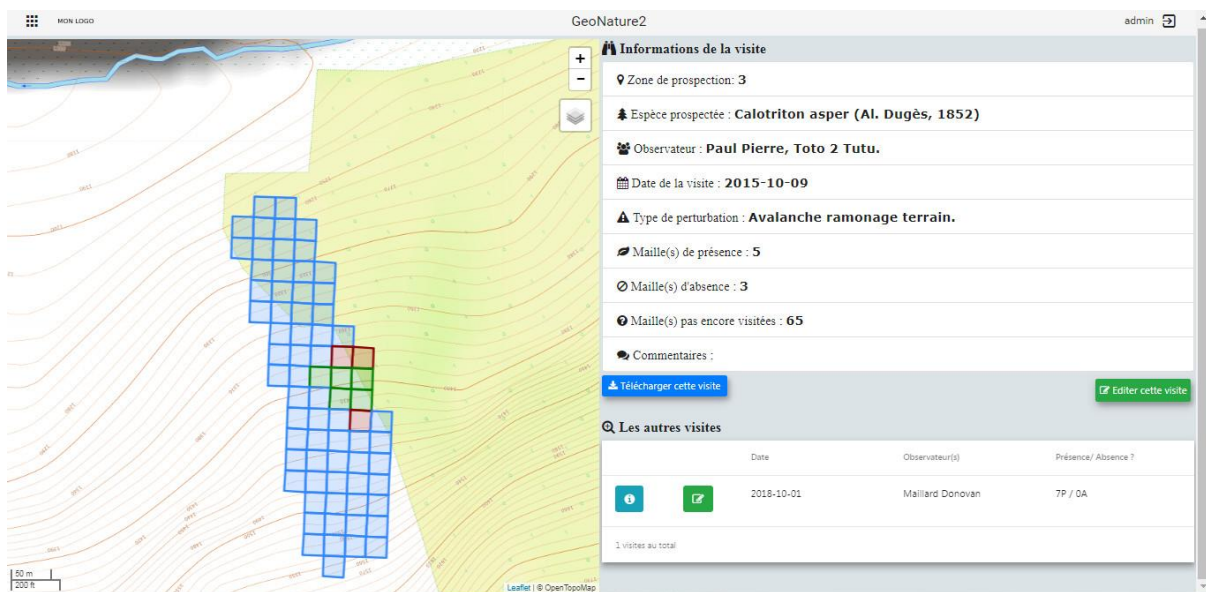 MON LOGO
GeoNature2
admin
+
−
50 m
200 ft
Leaflet | © OpenTopoMap
Informations de la visite
Zone de prospection: 3
Espèce prospectée : Calotriton asper (Al. Dugès, 1852)
Observateur : Paul Pierre, Toto 2 Tutu.
Date de la visite : 2015-10-09
Type de perturbation : Avalanche ramonage terrain.
Maille(s) de présence : 5
Maille(s) d'absence : 3
Maille(s) pas encore visitées : 65
Commentaires :
Télécharger cette visite
Editer cette visite
Les autres visites
Date Observateur(s) Présence/ Absence ?
2018-10-01 Maillard Donovan 7P / 0A
1 visites au total